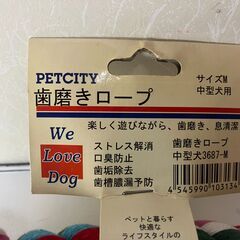 PETCITY
サイズM
中型犬用
歯磨きロープ
楽しく遊びながら、歯磨き、息清潔
We
Love
Dog
ストレス解消
口臭防止
歯垢除去
歯槽膿漏予防
歯磨きロープ
中型犬3687-M
4 545990 103134
ペットと暮らす
快適な
ライフスタイルの